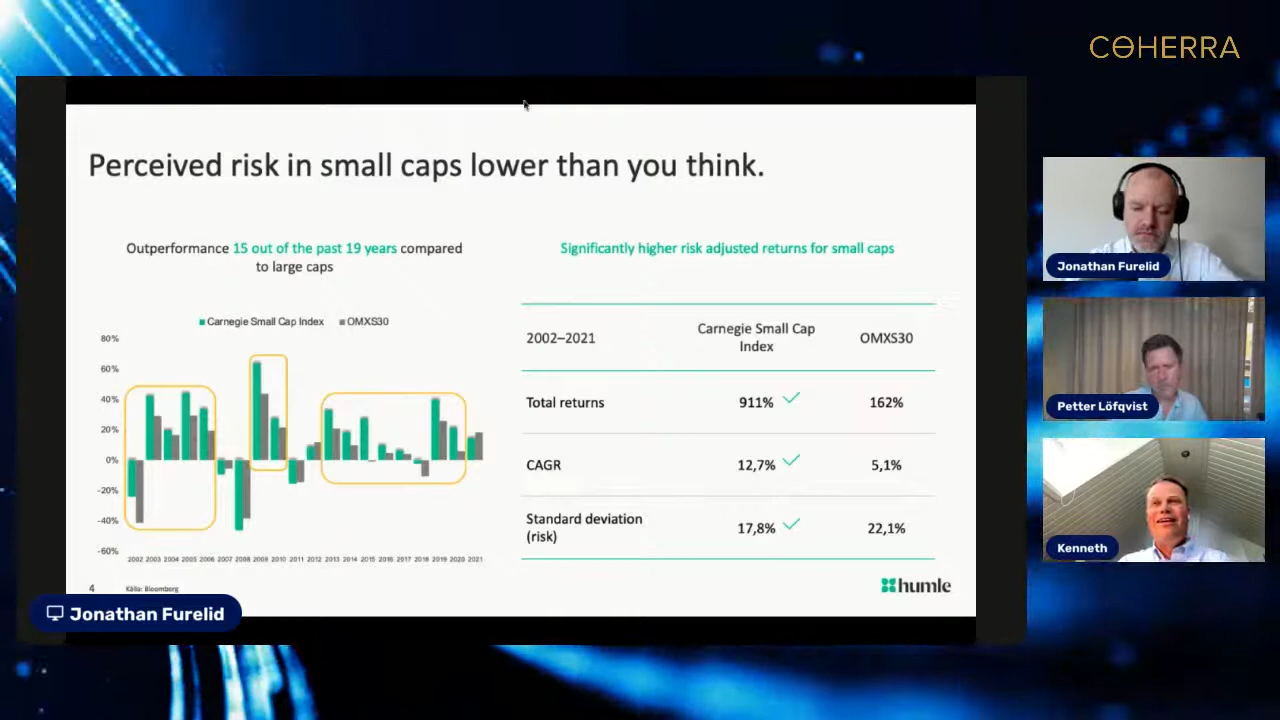 COHERRA
Perceived risk in small caps lower than you think.
Outperformance 15 out of the past 19 years compared
to large caps
Carnegie Small Cap Index OMXS30
80%
60%
40%
20%
0%
-20%
-40%
-60%
2002 2003 2004 2005 2006 2007 2008 2009 2010 2011 2012 2013 2014 2015 2016 2017 2018 2019 2020 2021
4 Källa: Bloomberg
Significantly higher risk adjusted returns for small caps
2002–2021 Carnegie Small Cap Index OMXS30
Total returns 911% 162%
CAGR 12,7% 5,1%
Standard deviation (risk) 17,8% 22,1%
humle
Jonathan Furelid
Jonathan Furelid
Petter Löfqvist
Kenneth